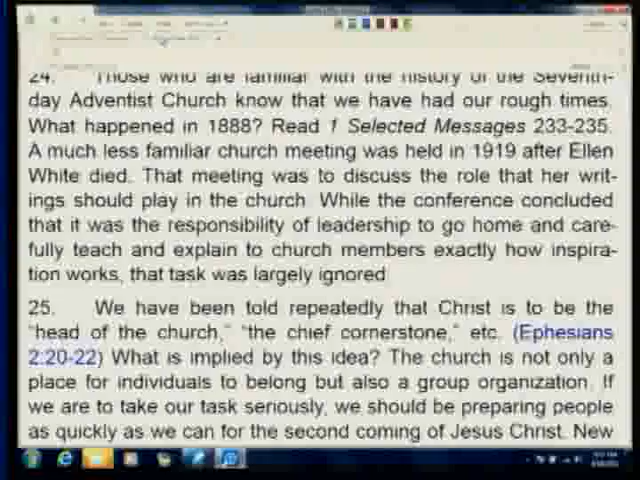 24. Those who are familiar with the history of the Seventh-
day Adventist Church know that we have had our rough times.
What happened in 1888? Read 1 Selected Messages 233-235.
A much less familiar church meeting was held in 1919 after Ellen
White died. That meeting was to discuss the role that her writ-
ings should play in the church. While the conference concluded
that it was the responsibility of leadership to go home and care-
fully teach and explain to church members exactly how inspira-
tion works, that task was largely ignored.
25. We have been told repeatedly that Christ is to be the
“head of the church,” “the chief cornerstone,” etc. (Ephesians
2:20-22) What is implied by this idea? The church is not only a
place for individuals to belong but also a group organization. If
we are to take our task seriously, we should be preparing people
as quickly as we can for the second coming of Jesus Christ. New